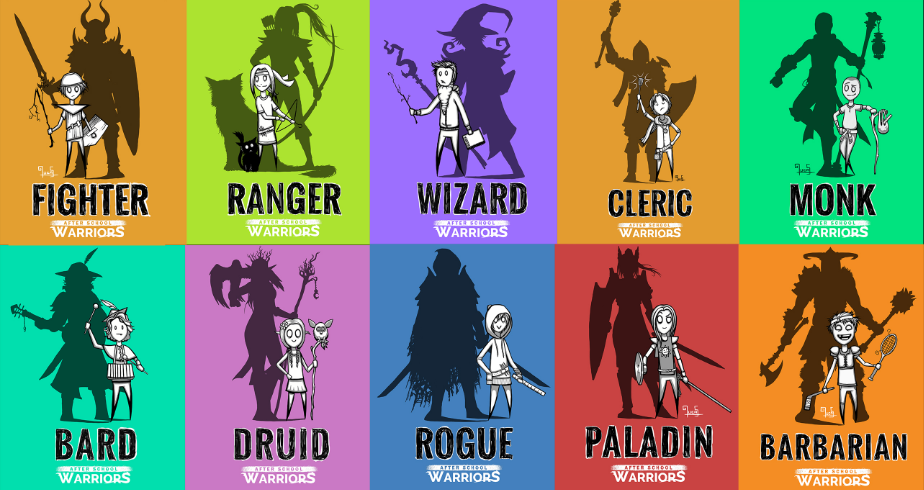 FIGHTER
AFTER SCHOOL
WARRIORS
RANGER
AFTER SCHOOL
WARRIORS
WIZARD
AFTER SCHOOL
WARRIORS
CLERIC
AFTER SCHOOL
WARRIORS
MONK
AFTER SCHOOL
WARRIORS
BARD
AFTER SCHOOL
WARRIORS
DRUID
AFTER SCHOOL
WARRIORS
ROGUE
AFTER SCHOOL
WARRIORS
PALADIN
AFTER SCHOOL
WARRIORS
BARBARIAN
AFTER SCHOOL
WARRIORS